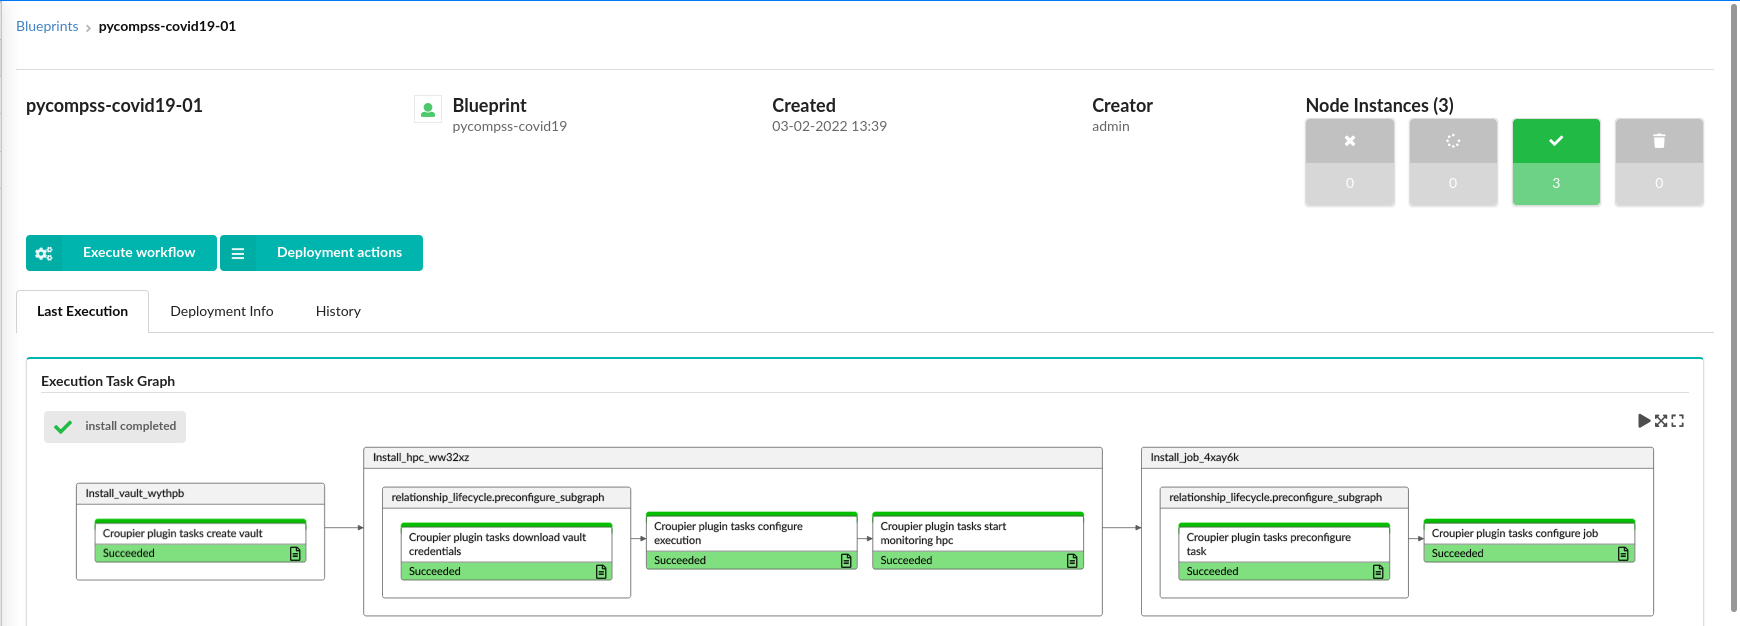 Blueprints › pycompss-covid19-01
pycompss-covid19-01
Blueprint
pycompss-covid19
Created
03-02-2022 13:39
Creator
admin
Node Instances (3)
0 0 3 0
Execute workflow
Deployment actions
Last Execution
Deployment Info
History
Execution Task Graph
install completed
Install_vault_wythpb
Croupier plugin tasks create vault
Succeeded
Install_hpc_ww32xz
relationship_lifecycle.preconfigure_subgraph
Croupier plugin tasks download vault
credentials
Succeeded
Croupier plugin tasks configure
execution
Succeeded
Croupier plugin tasks start
monitoring hpc
Succeeded
Install_job_4xay6k
relationship_lifecycle.preconfigure_subgraph
Croupier plugin tasks preconfigure
task
Succeeded
Croupier plugin tasks configure job
Succeeded